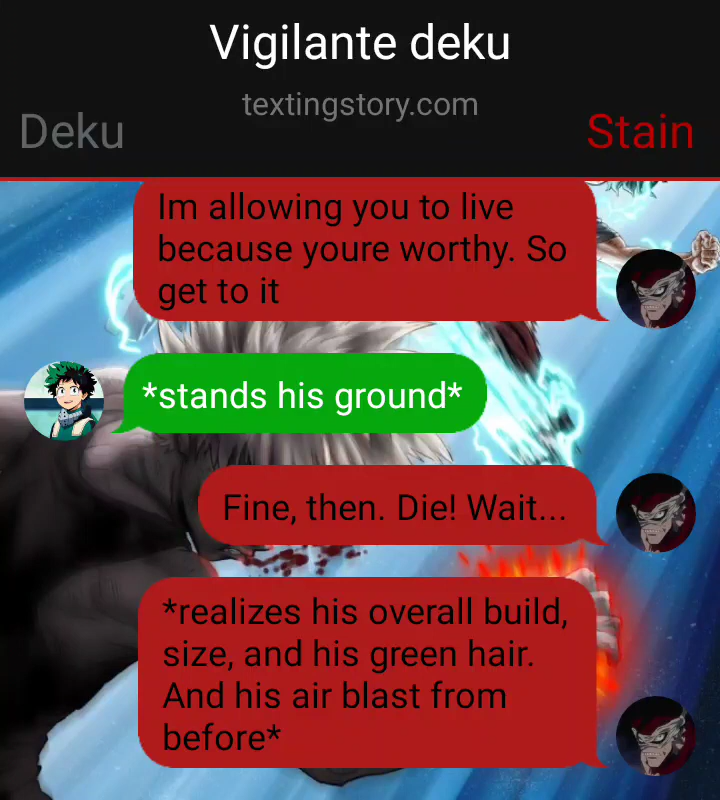 Vigilante deku
textingstory.com
Deku
Stain
Im allowing you to live
because youre worthy. So
get to it
*stands his ground*
Fine, then. Die! Wait...
*realizes his overall build,
size, and his green hair.
And his air blast from
before*